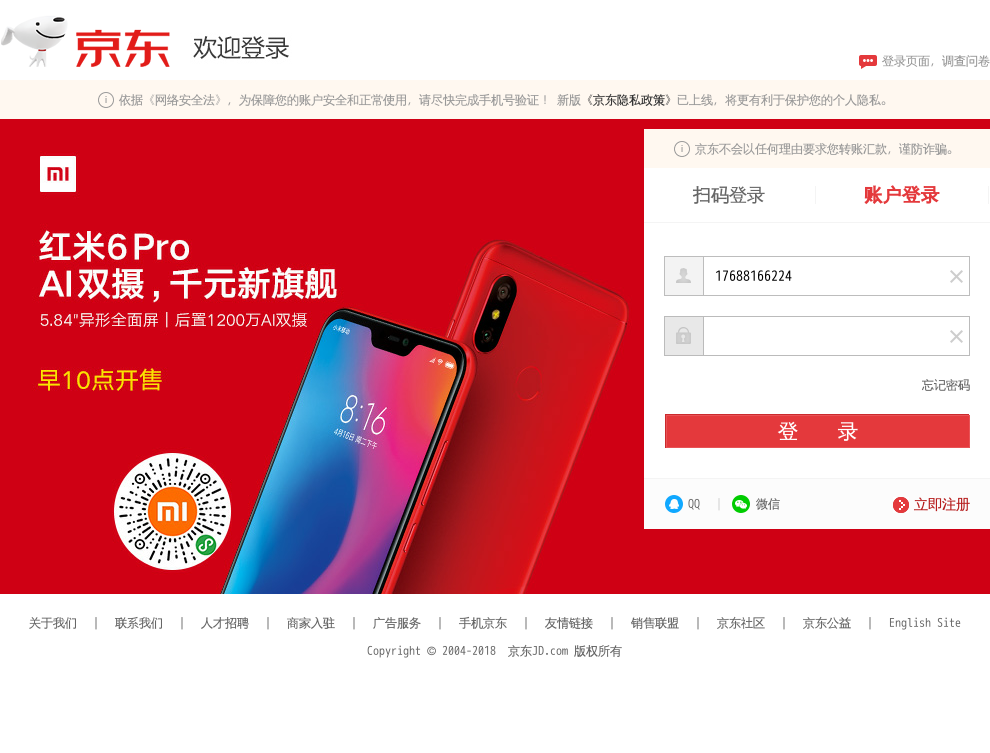 京东
欢迎登录
登录页面，调查问卷
依据《网络安全法》，为保障您的账户安全和正常使用，请尽快完成手机号验证！ 新版《京东隐私政策》已上线，将更有利于保护您的个人隐私。
京东不会以任何理由要求您转账汇款，谨防诈骗。
扫码登录
账户登录
17688166224
忘记密码
登 录
QQ
微信
立即注册
MI
红米6 Pro
AI双摄，千元新旗舰
5.84"异形全面屏丨后置1200万AI双摄
早10点开售
小米移动
8:16
4月16日 周二下午
MI
关于我们 | 联系我们 | 人才招聘 | 商家入驻 | 广告服务 | 手机京东 | 友情链接 | 销售联盟 | 京东社区 | 京东公益 | English Site
Copyright © 2004-2018 京东JD.com 版权所有